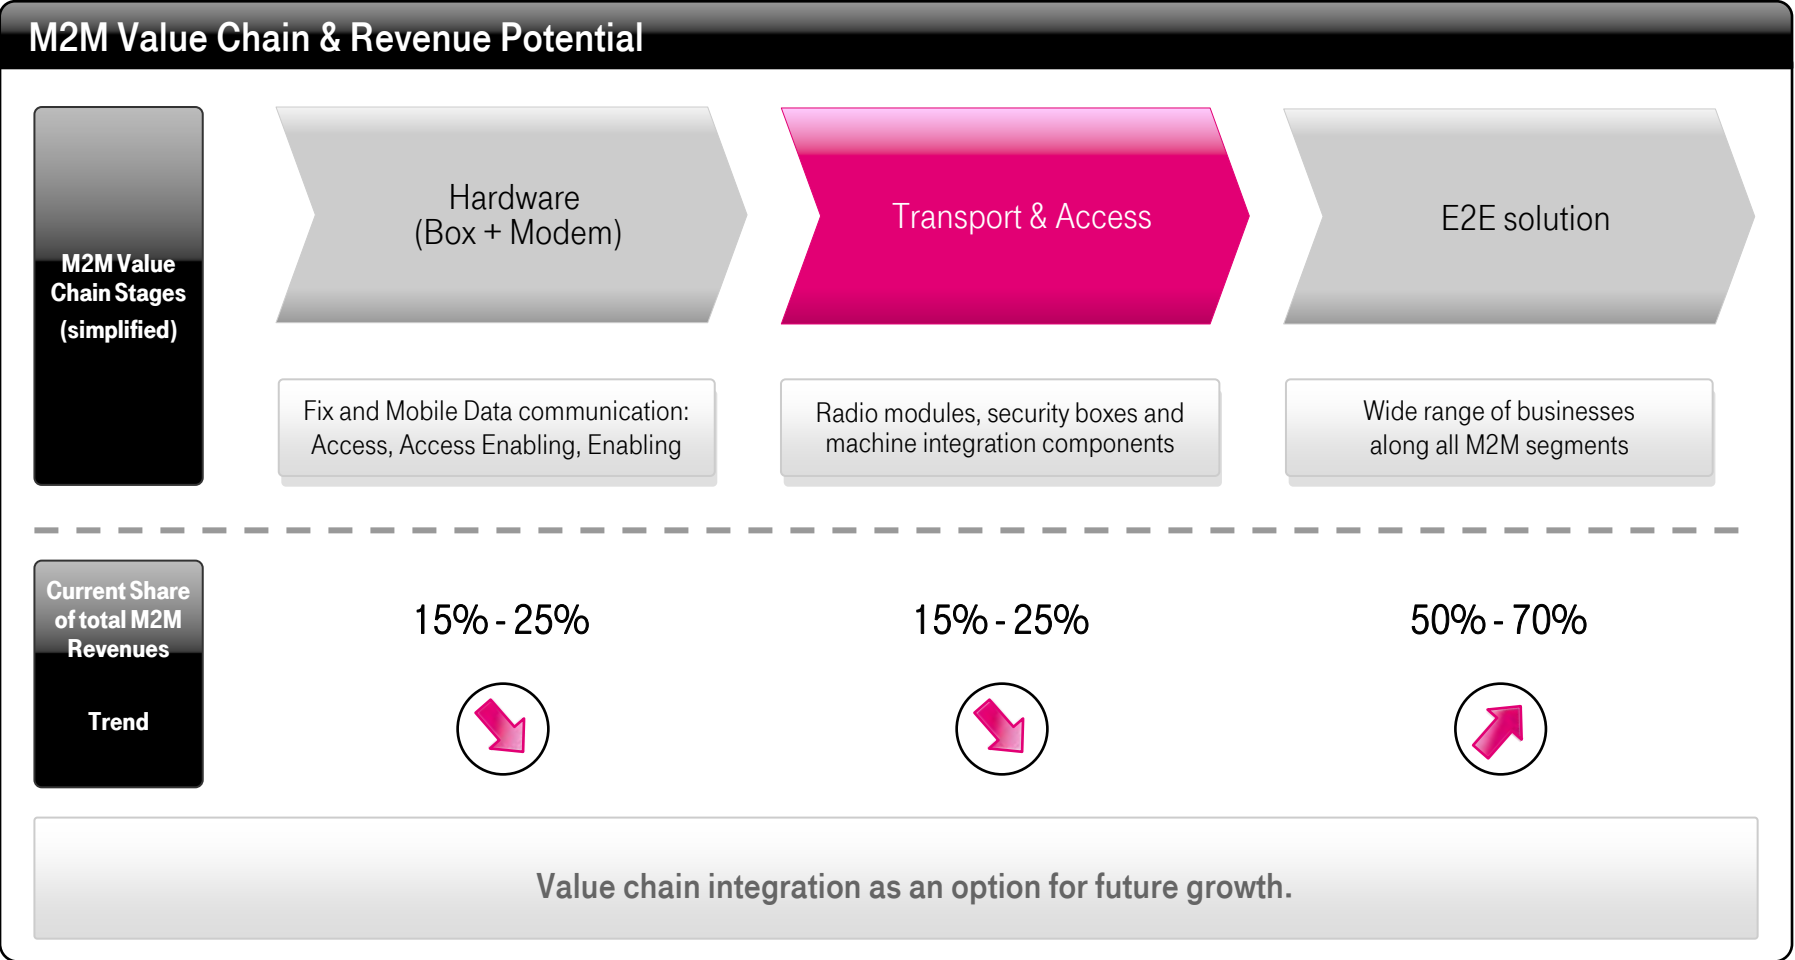 M2M Value Chain & Revenue Potential
M2M Value
Chain Stages
(simplified)
Hardware
(Box + Modem)
Transport & Access
E2E solution
Fix and Mobile Data communication:
Access, Access Enabling, Enabling
Radio modules, security boxes and
machine integration components
Wide range of businesses
along all M2M segments
Current Share
of total M2M
Revenues
Trend
15% - 25%
15% - 25%
50% - 70%
Value chain integration as an option for future growth.